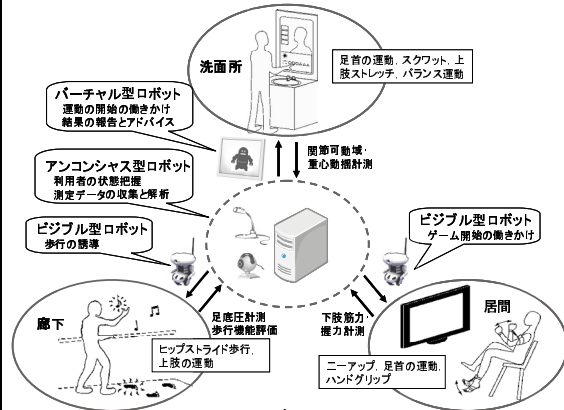 洗面所
足首の運動，スクワット，上
肢ストレッチ，バランス運動
バーチャル型ロボット
運動の開始の働きかけ
結果の報告とアドバイス
関節可動域・
重心動揺計測
アンコンシャス型ロボット
利用者の状態把握
測定データの収集と解析
ビジブル型ロボット
歩行の誘導
ビジブル型ロボット
ゲーム開始の働きかけ
廊下
足底圧計測
歩行機能評価
ヒップストライド歩行，
上肢の運動
下肢筋力・
握力計測
居間
ニーアップ，足首の運動，
ハンドグリップ